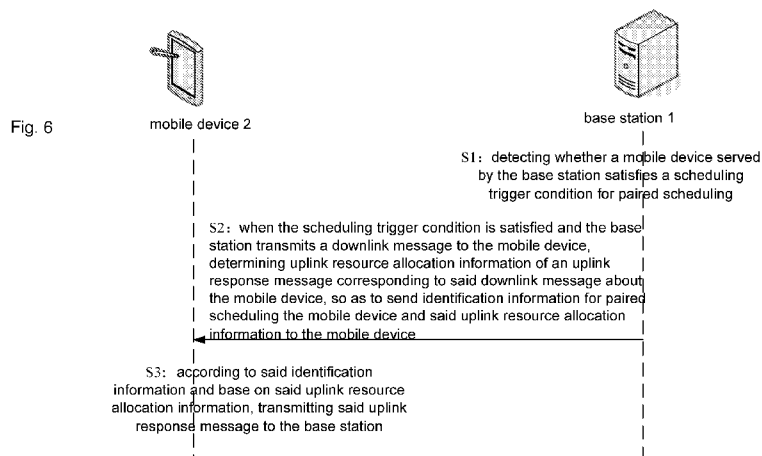 Fig. 6
mobile device 2
base station 1
S1: detecting whether a mobile device served
by the base station satisfies a scheduling
trigger condition for paired scheduling
S2: when the scheduling trigger condition is satisfied and the base
station transmits a downlink message to the mobile device,
determining uplink resource allocation information of an uplink
response message corresponding to said downlink message about
the mobile device, so as to send identification information for paired
scheduling the mobile device and said uplink resource allocation
information to the mobile device
S3: according to said identification
information and base on said uplink resource
allocation information, transmitting said uplink
response message to the base station